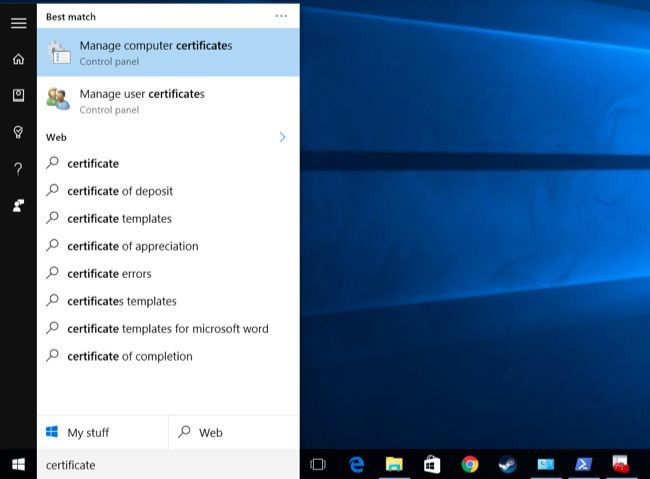 Best match
Manage computer certificates
Control panel
Manage user certificates
Control panel
Web
certificate
certificate of deposit
certificate templates
certificate of appreciation
certificate errors
certificates templates
certificate templates for microsoft word
certificate of completion
My stuff
Web
certificate